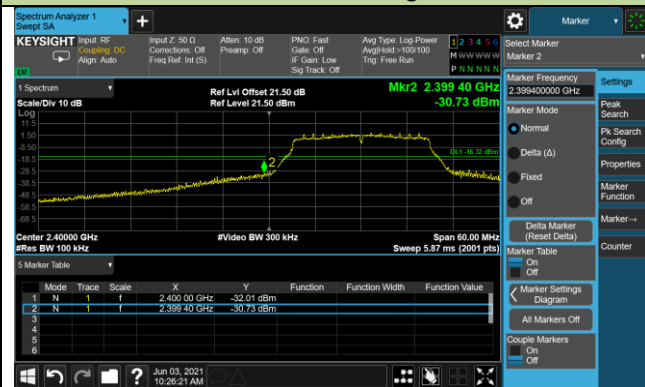 Spectrum Analyzer 1
Swept SA
Marker
KEYSIGHT
Input: RF
Coupling: DC
Align: Auto
Input Z: 50 Ω
Corrections: Off
Freq Ref: Int (S)
Atten: 10 dB
Preamp: Off
PNO: Fast
Gate: Off
IF Gain: Low
Sig Track: Off
Avg Type: Log-Power
Avg|Hold:>100/100
Trig: Free Run
1 2 3 4 5 6
M W W W W W
P N N N N N
Select Marker
Marker 2
1 Spectrum
Scale/Div 10 dB
Log
Ref Lvl Offset 21.50 dB
Ref Level 21.50 dBm
Mkr2 2.399 40 GHz
-30.73 dBm
11.5
1.50
-8.50
-18.5
-28.5
-38.5
-48.5
-58.5
-68.5
DL1 -16.32 dBm
2
Center 2.40000 GHz
#Res BW 100 kHz
#Video BW 300 kHz
Span 60.00 MHz
Sweep 5.87 ms (2001 pts)
5 Marker Table
Mode Trace Scale X Y Function Function Width Function Value
1 N 1 f 2.400 00 GHz -32.01 dBm
2 N 1 f 2.399 40 GHz -30.73 dBm
3
4
5
6
Marker Frequency
2.399400000 GHz
Marker Mode
Normal
Delta (Δ)
Fixed
Off
Delta Marker
(Reset Delta)
Marker Table
On
Off
Marker Settings
Diagram
All Markers Off
Couple Markers
On
Off
Settings
Peak
Search
Pk Search
Config
Properties
Marker
Function
Marker→
Counter
Jun 03, 2021
10:26:21 AM